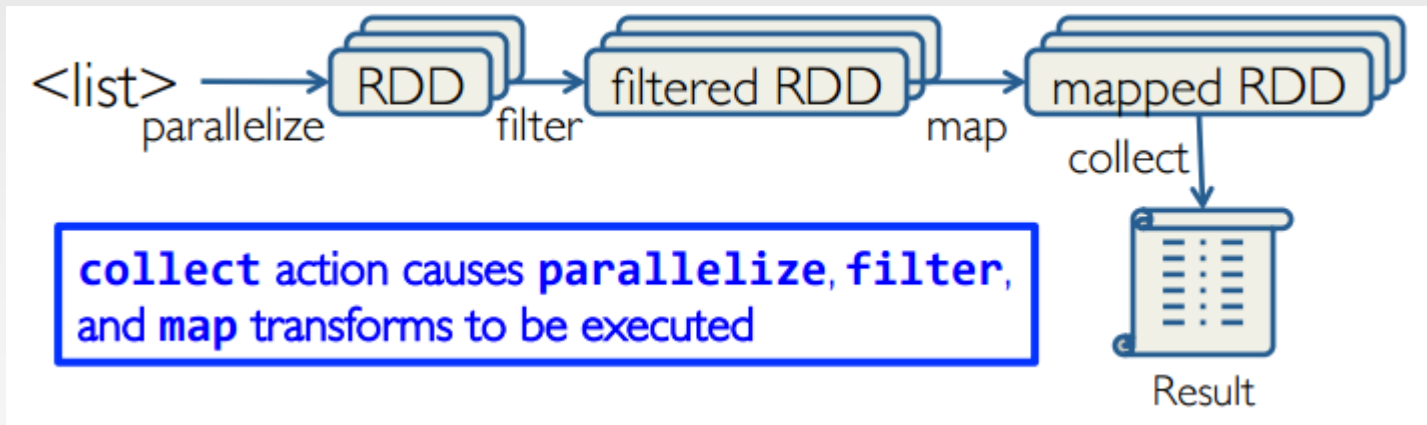 <list>
parallelize
RDD
filter
filtered RDD
map
mapped RDD
collect
collect action causes parallelize, filter,
and map transforms to be executed
Result